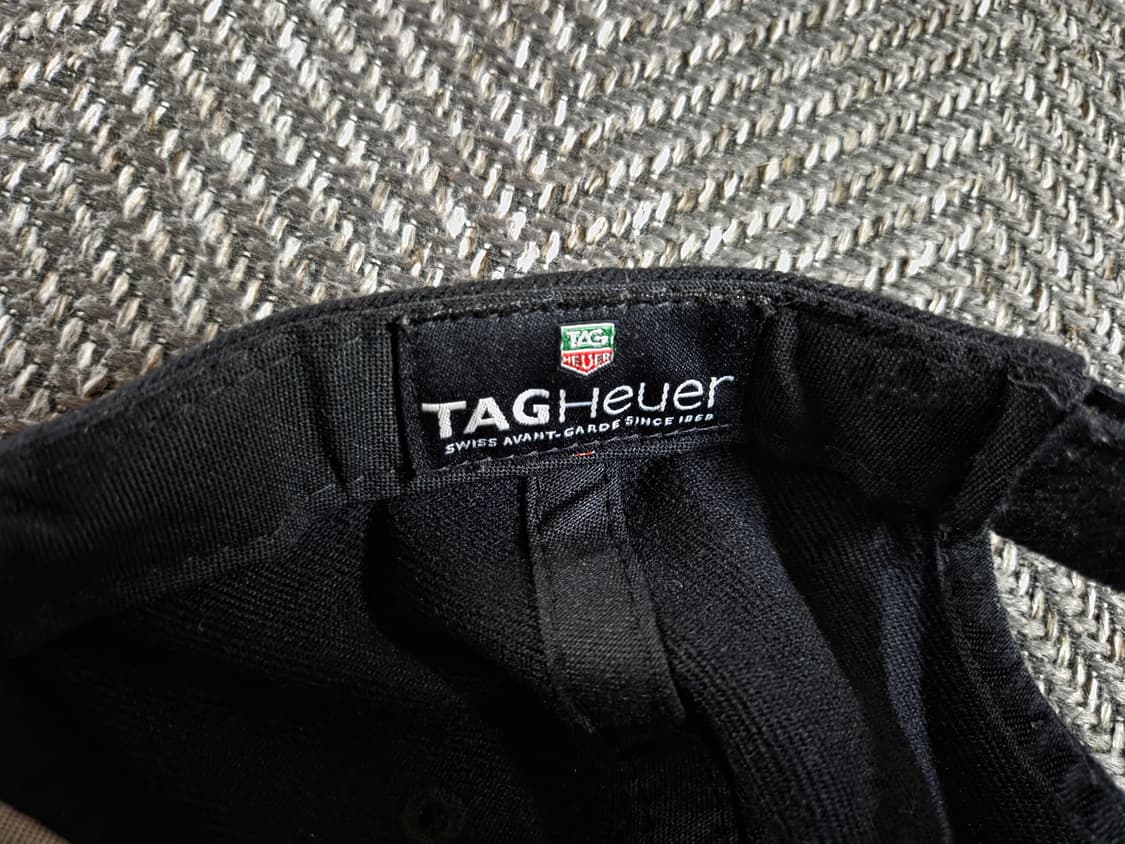 TAG
HEUER
TAGHeuer
SWISS AVANT-GARDE SINCE 1860